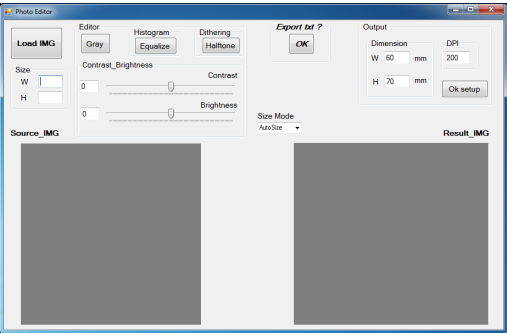 Photo Editor
Load IMG
Editor
Gray
Histogram
Equalize
Dithering
Halftone
Export txt ?
OK
Output
Dimension
W 60 mm
H 70 mm
DPI
200
Ok setup
Size
W
H
Contrast_Brightness
Contrast
0
Brightness
0
Size Mode
AutoSize
Source_IMG
Result_IMG